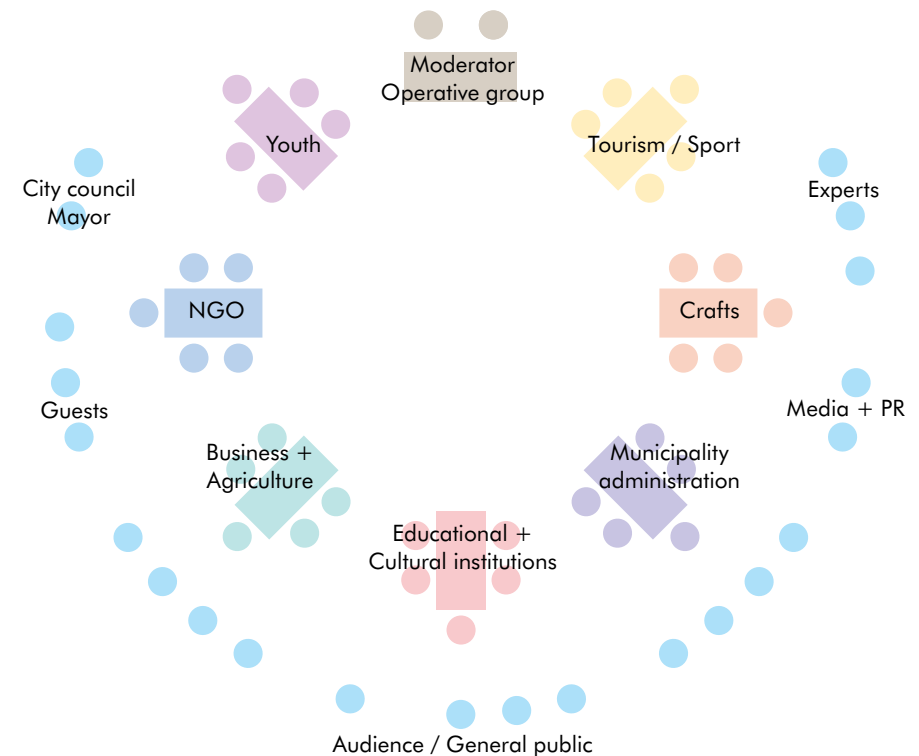 Moderator
Operative group
Youth
Tourism / Sport
City council
Mayor
Experts
NGO
Crafts
Guests
Media + PR
Business +
Agriculture
Municipality
administration
Educational +
Cultural institutions
Audience / General public